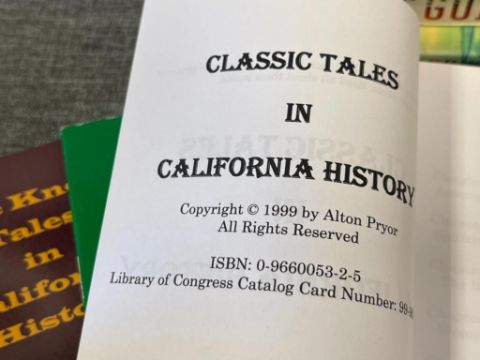 CLASSIC TALES
IN
CALIFORNIA HISTORY
Copyright © 1999 by Alton Pryor
All Rights Reserved
ISBN: 0-9660053-2-5
Library of Congress Catalog Card Number: 99-
Tales
in